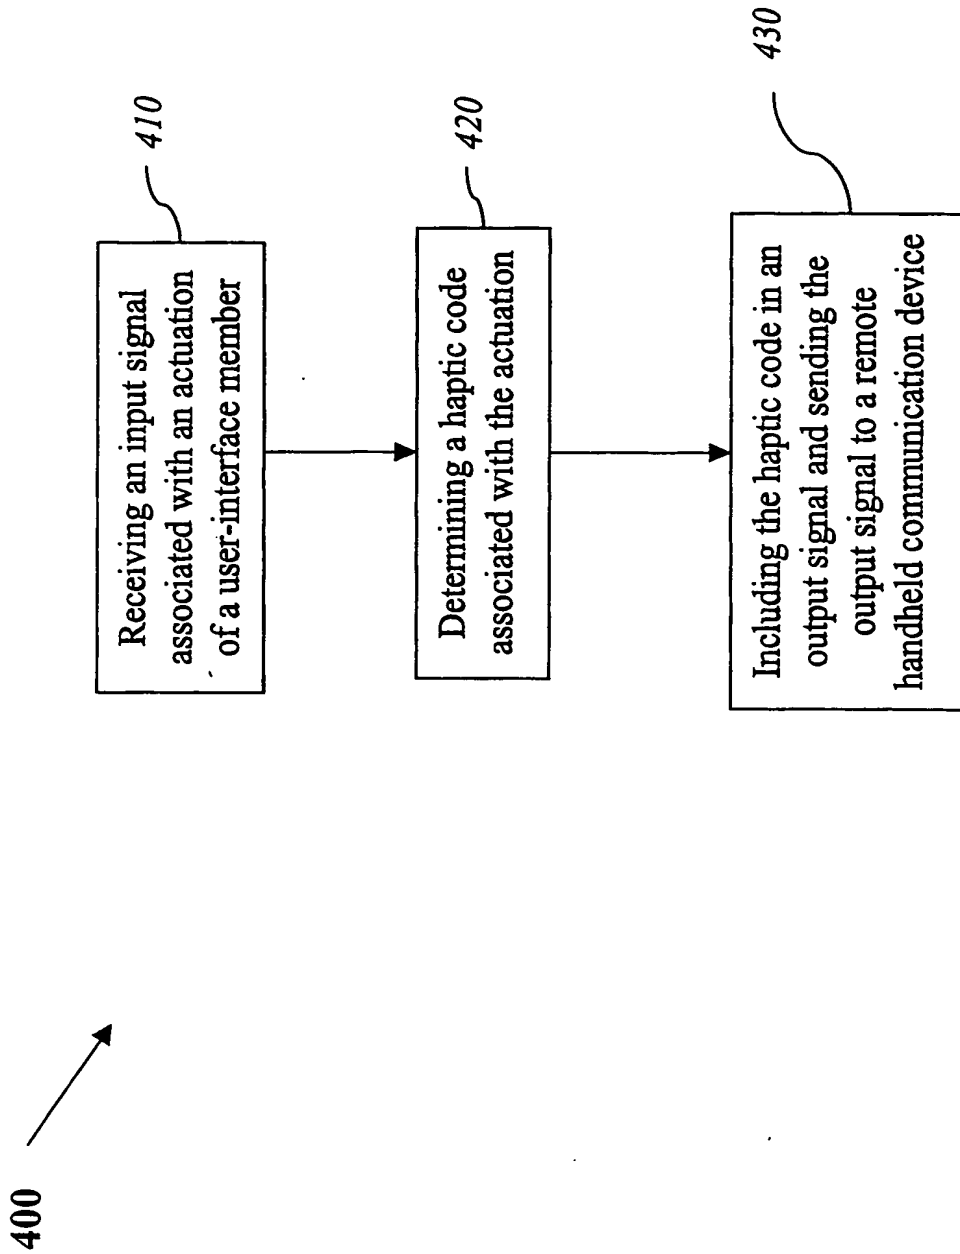 400
Receiving an input signal
associated with an actuation
of a user-interface member
410
Determining a haptic code
associated with the actuation
420
Including the haptic code in an
output signal and sending the
output signal to a remote
handheld communication device
430